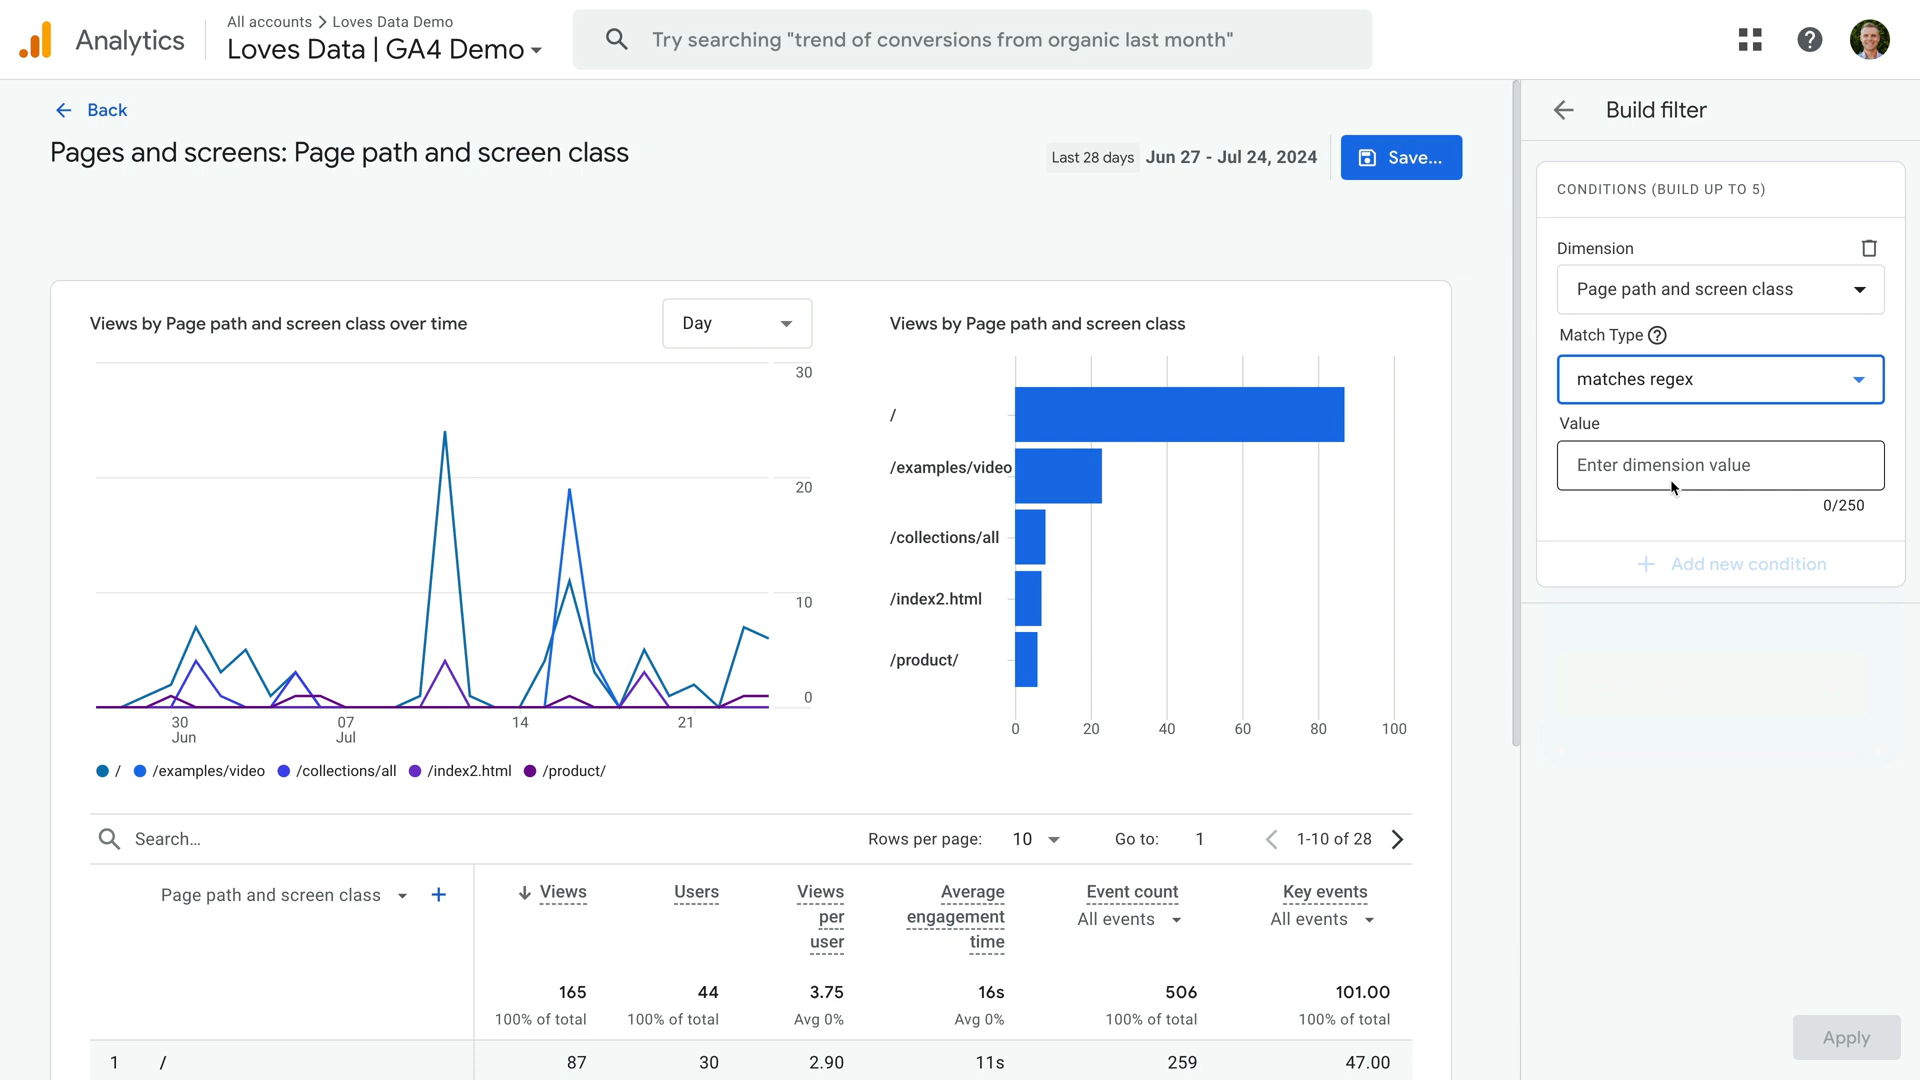 Analytics
All accounts > Loves Data Demo
Loves Data | GA4 Demo
Try searching "trend of conversions from organic last month"
Back
Pages and screens: Page path and screen class
Last 28 days Jun 27 - Jul 24, 2024
Save...
Views by Page path and screen class over time
Day
30
20
10
0
30
Jun
07
Jul
14
21
/ /examples/video /collections/all /index2.html /product/
Views by Page path and screen class
/
/examples/video
/collections/all
/index2.html
/product/
0 20 40 60 80 100
Search...
Rows per page: 10 Go to: 1 1-10 of 28
Page path and screen class +
Views
Users
Views
per
user
Average
engagement
time
Event count
All events
Key events
All events
165 44 3.75 16s 506 101.00
100% of total 100% of total Avg 0% Avg 0% 100% of total 100% of total
1 / 87 30 2.90 11s 259 47.00
Build filter
CONDITIONS (BUILD UP TO 5)
Dimension
Page path and screen class
Match Type
matches regex
Value
Enter dimension value
0/250
+ Add new condition
Apply